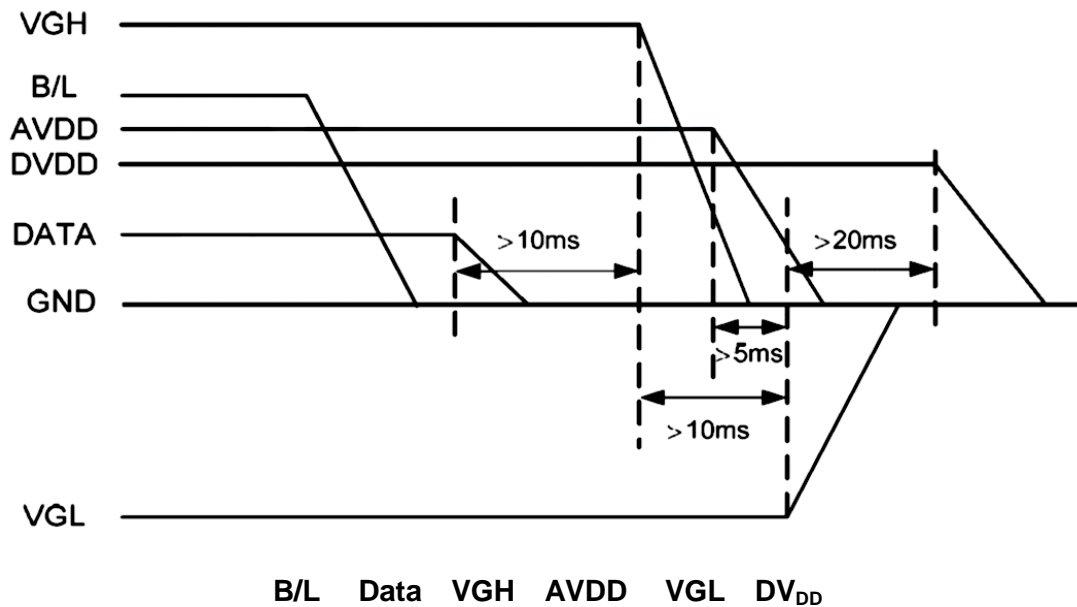 VGH
B/L
AVDD
DVDD
DATA
>10ms
>20ms
GND
>5ms
>10ms
VGL
B/L Data VGH AVDD VGL DVDD